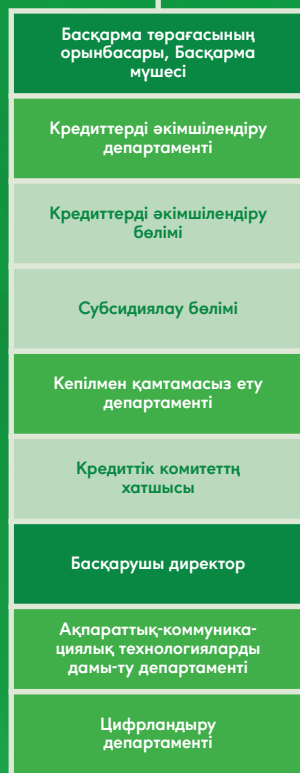 Басқарма төрағасының
орынбасары, Басқарма
мүшесі
Кредиттерді әкімшілендіру
департаменті
Кредиттерді әкімшілендіру
бөлімі
Субсидиялау бөлімі
Кепілмен қамтамасыз ету
департаменті
Кредиттік комитеттң
хатшысы
Басқарушы директор
Ақпараттық-коммуника-
циялық технологияларды
дамы-ту департаменті
Цифрландыру
департаменті